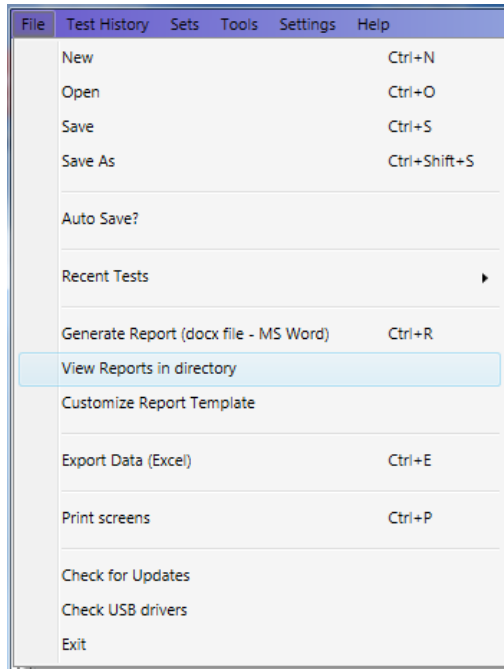 File Test History Sets Tools Settings Help
New Ctrl+N
Open Ctrl+O
Save Ctrl+S
Save As Ctrl+Shift+S
Auto Save?
Recent Tests
Generate Report (docx file - MS Word) Ctrl+R
View Reports in directory
Customize Report Template
Export Data (Excel) Ctrl+E
Print screens Ctrl+P
Check for Updates
Check USB drivers
Exit